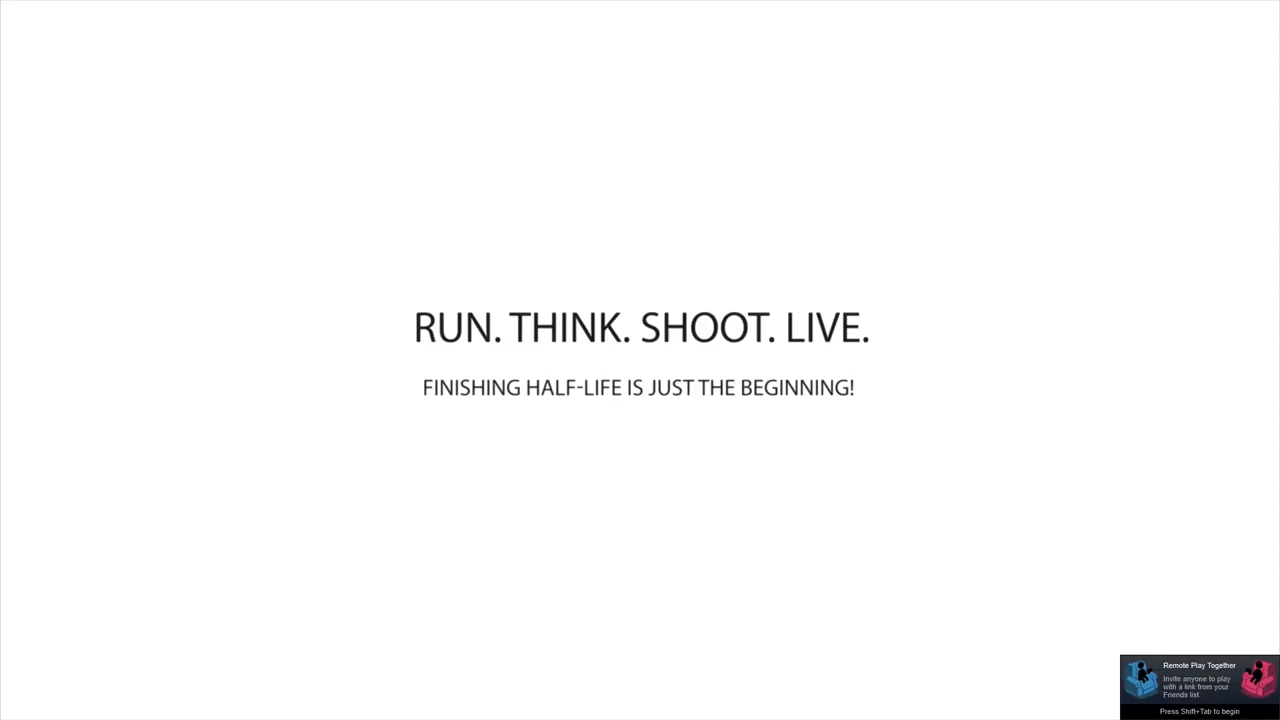 RUN. THINK. SHOOT. LIVE.
FINISHING HALF-LIFE IS JUST THE BEGINNING!
Remote Play Together
Invite anyone to play
with a link from your
Friends list
Press Shift+Tab to begin